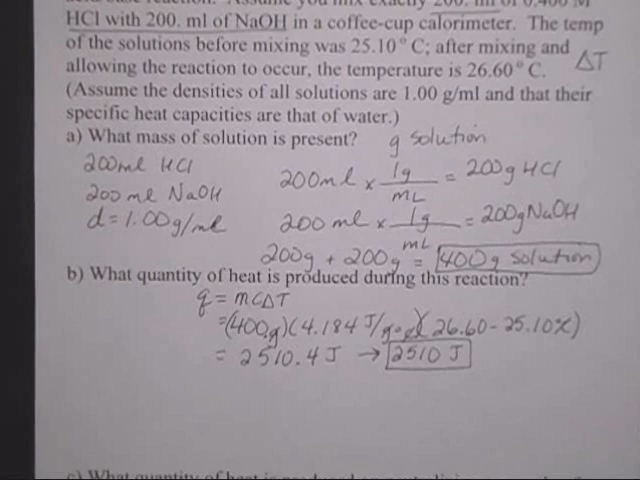 HCl with 200. ml of NaOH in a coffee-cup calorimeter. The temp
of the solutions before mixing was 25.10° C; after mixing and
allowing the reaction to occur, the temperature is 26.60° C. ΔT
(Assume the densities of all solutions are 1.00 g/ml and that their
specific heat capacities are that of water.)
a) What mass of solution is present? g solution
200ml HCl
200 ml NaOH
d = 1.00g/ml
200ml x 1g/mL = 200g HCl
200 ml x 1g/mL = 200g NaOH
200g + 200g = 400g solution
b) What quantity of heat is produced during this reaction?
q = mcΔT
=(400.g)(4.184 J/g·°C)(26.60 - 25.10°C)
= 2510.4 J → 2510 J